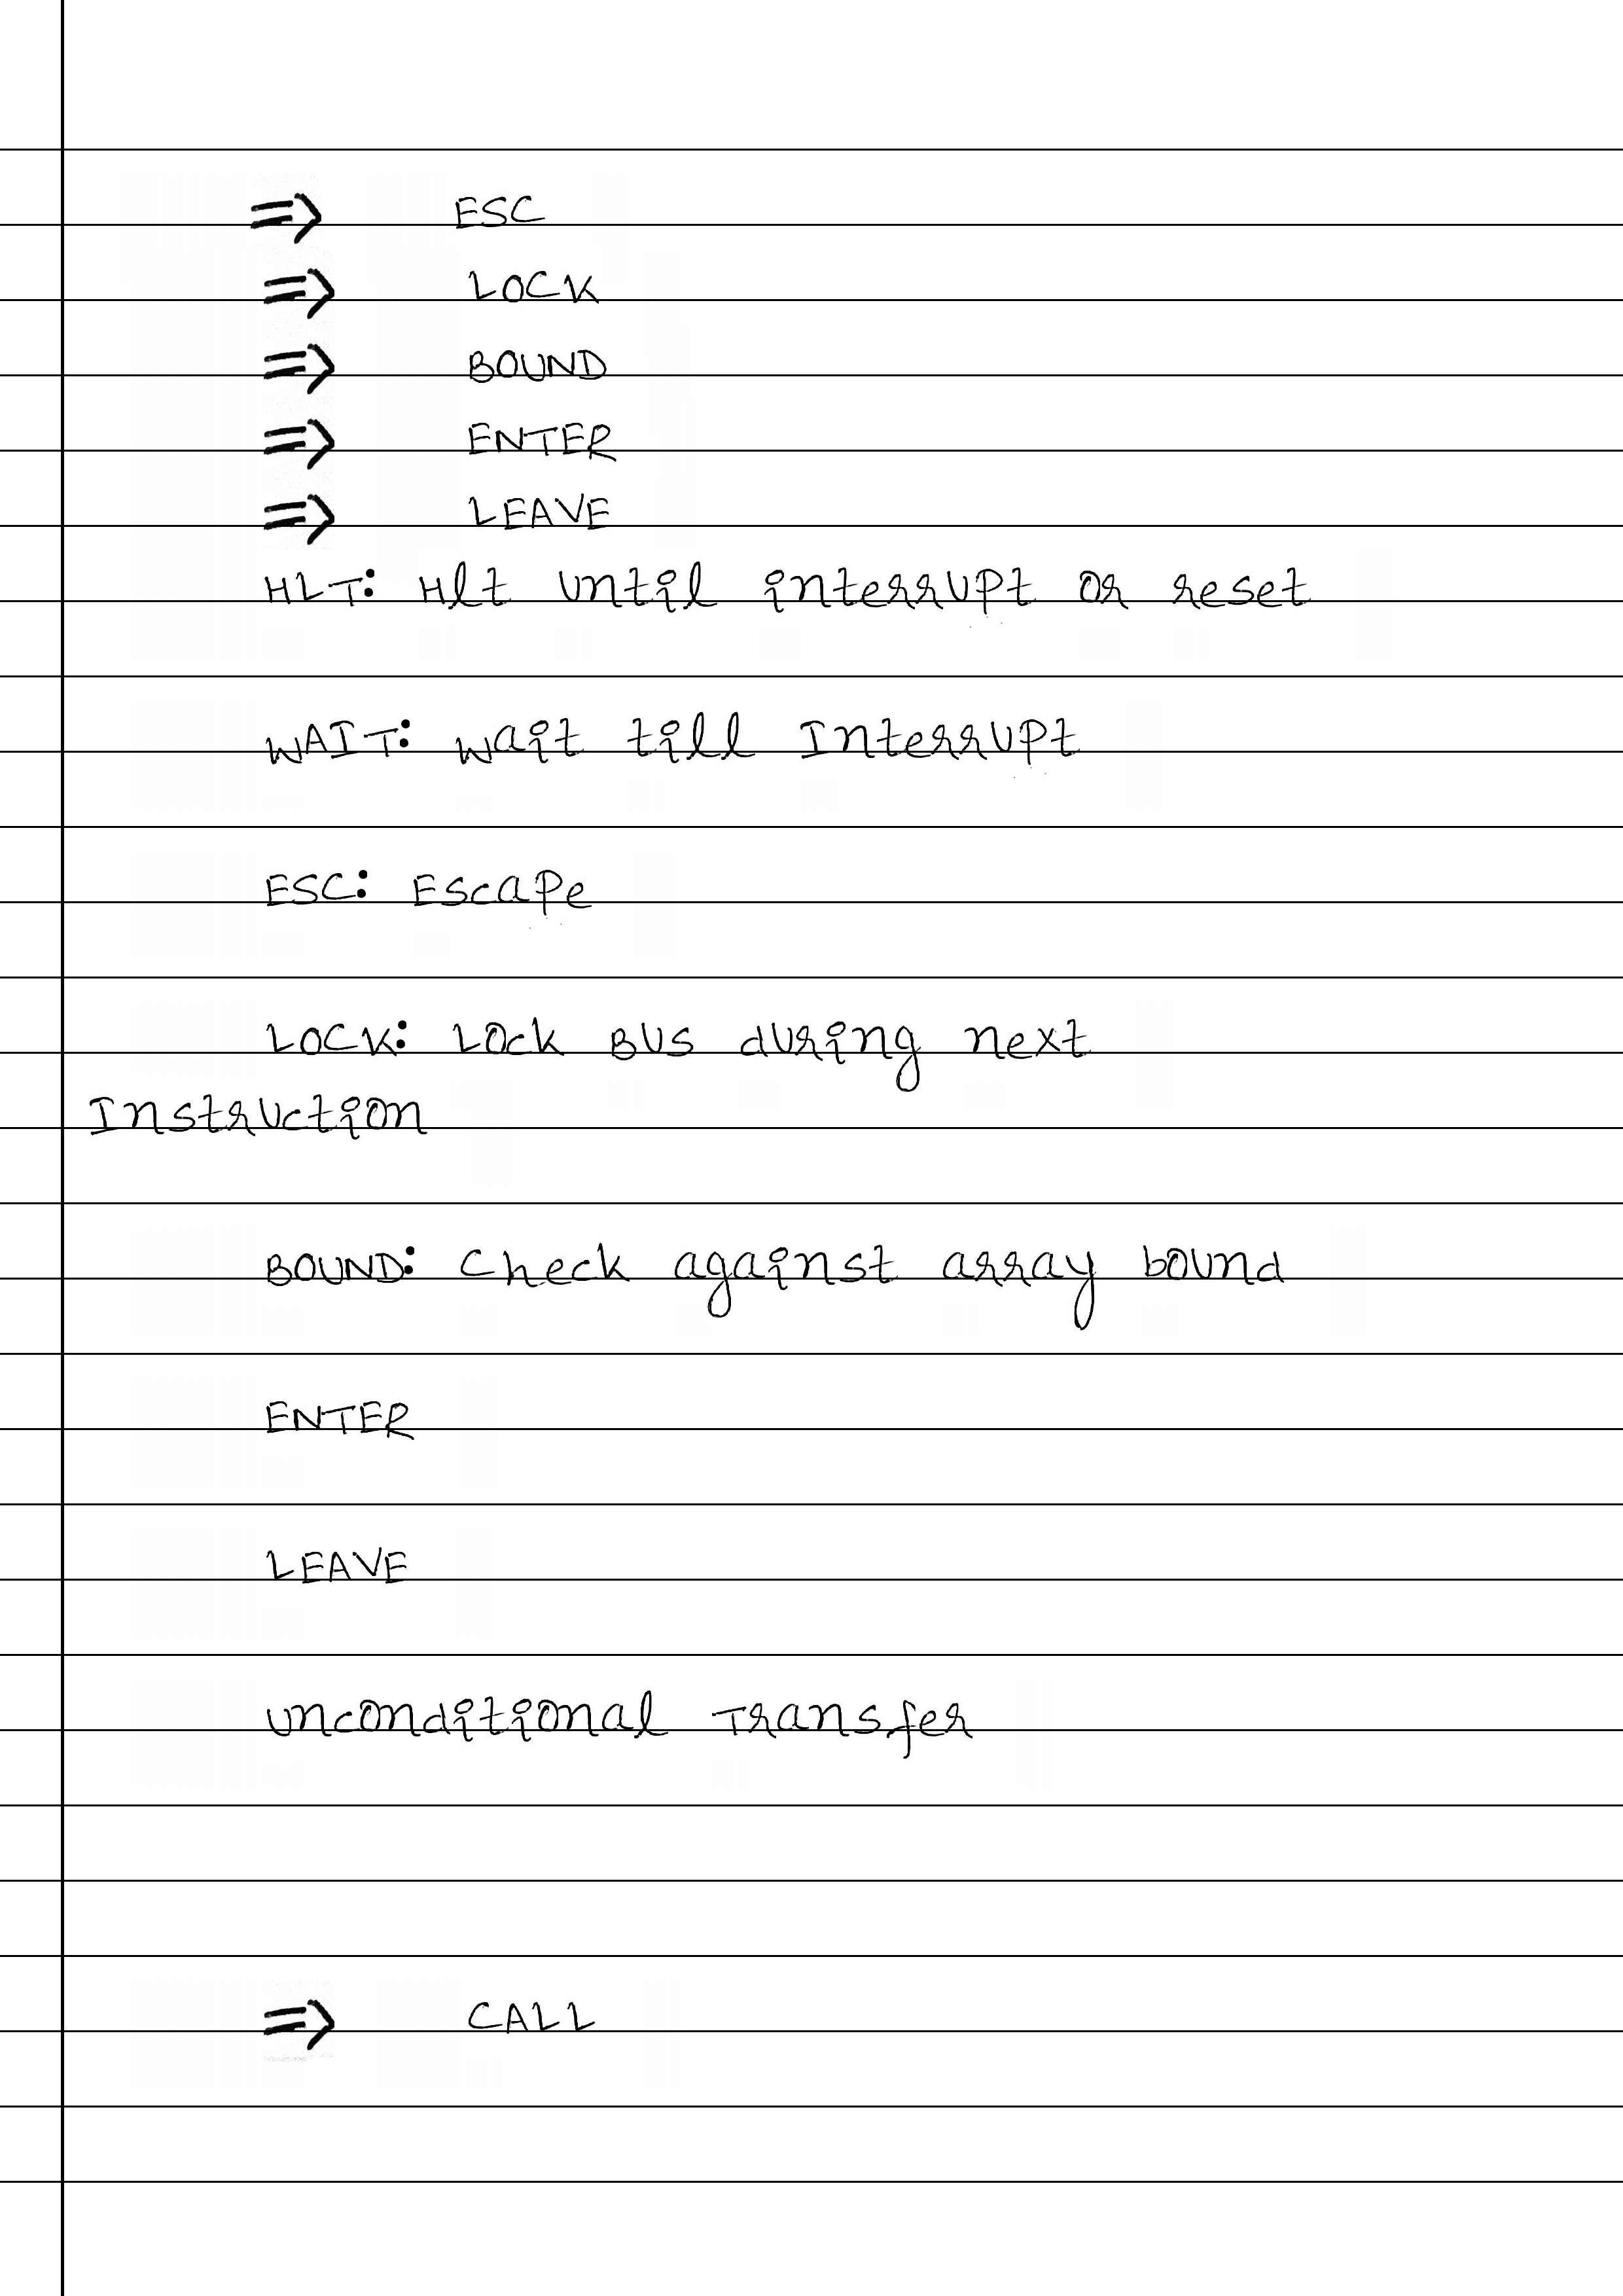 => ESC
=> LOCK
=> BOUND
=> ENTER
=> LEAVE
HLT: Hlt until interrupt or reset
WAIT: wait till Interrupt
ESC: Escape
LOCK: Lock Bus during next
Instruction
BOUND: Check against array bound
ENTER
LEAVE
Unconditional Transfer
=> CALL